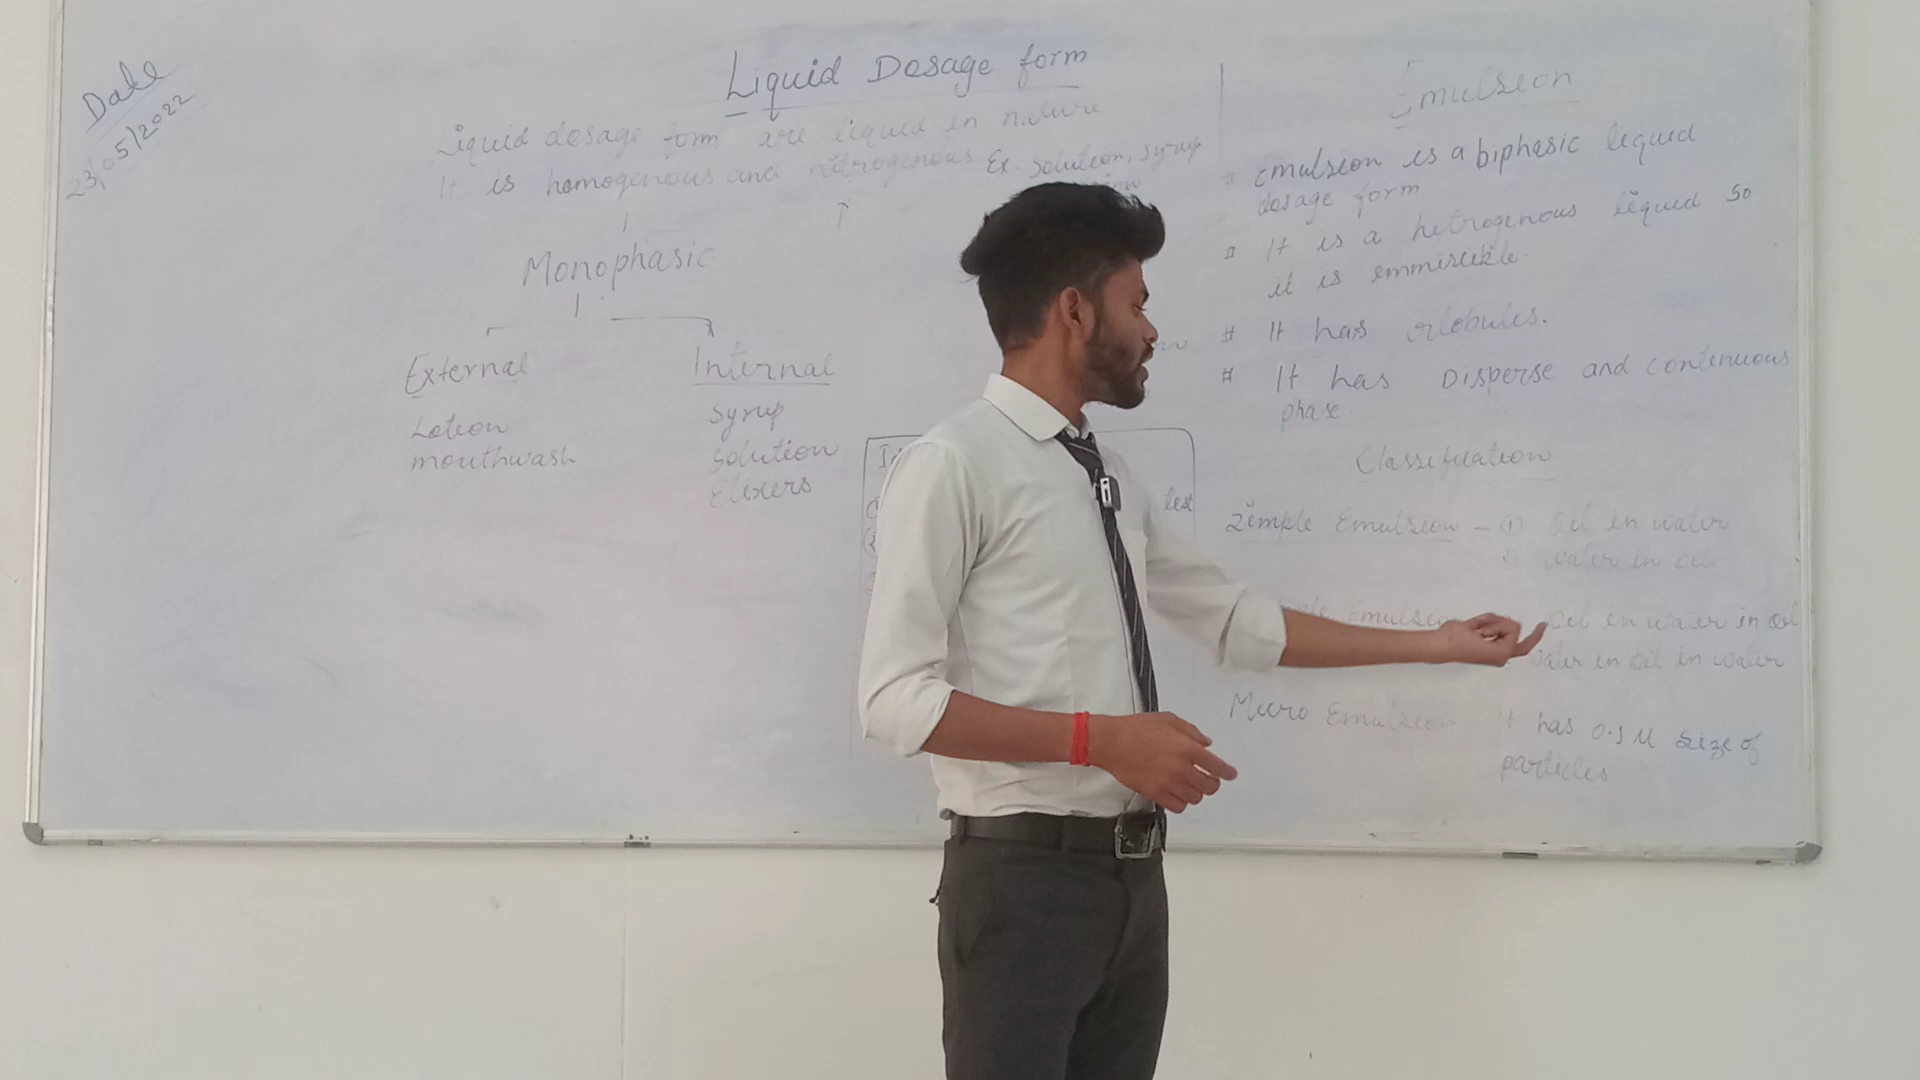 Date
23/05/2022
Liquid Dosage form
Liquid dosage form are liquid in nature
It is homogenous and nitrogenous Ex. Solution, Syrup
Monophasic
External
Lotion
mouthwash
Internal
Syrup
Solution
Elixers
test
Emulsion
# Emulsion is a biphasic liquid
dosage form
# It is a hetrogenous liquid so
it is emmiscible.
# It has Globules.
# It has Disperse and continuous
phase
Classification
Simple Emulsion - ① Oil in water
2 water in oil
Emulsion Oil in water in oil
water in oil in water
Micro Emulsion - It has 0.1 M size of
particles